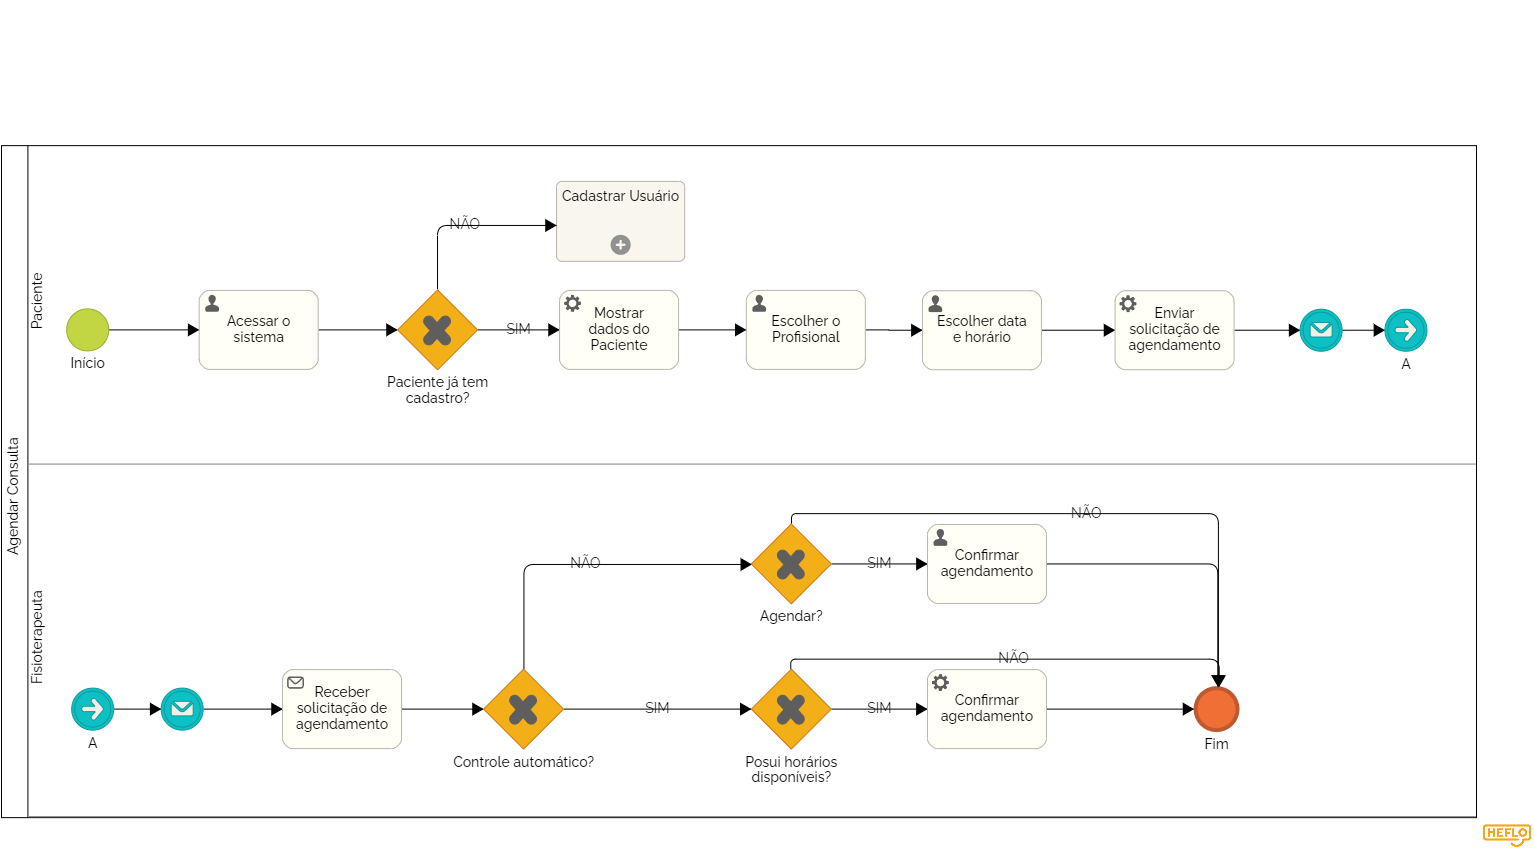 Agendar Consulta
Paciente
Início
Acessar o
sistema
Paciente já tem
cadastro?
NÃO
Cadastrar Usuário
SIM
Mostrar
dados do
Paciente
Escolher o
Profisional
Escolher data
e horário
Enviar
solicitação de
agendamento
A
Fisioterapeuta
A
Receber
solicitação de
agendamento
Controle automático?
NÃO
Agendar?
NÃO
SIM
Confirmar
agendamento
SIM
Posui horários
disponíveis?
NÃO
SIM
Confirmar
agendamento
Fim
HEFLO